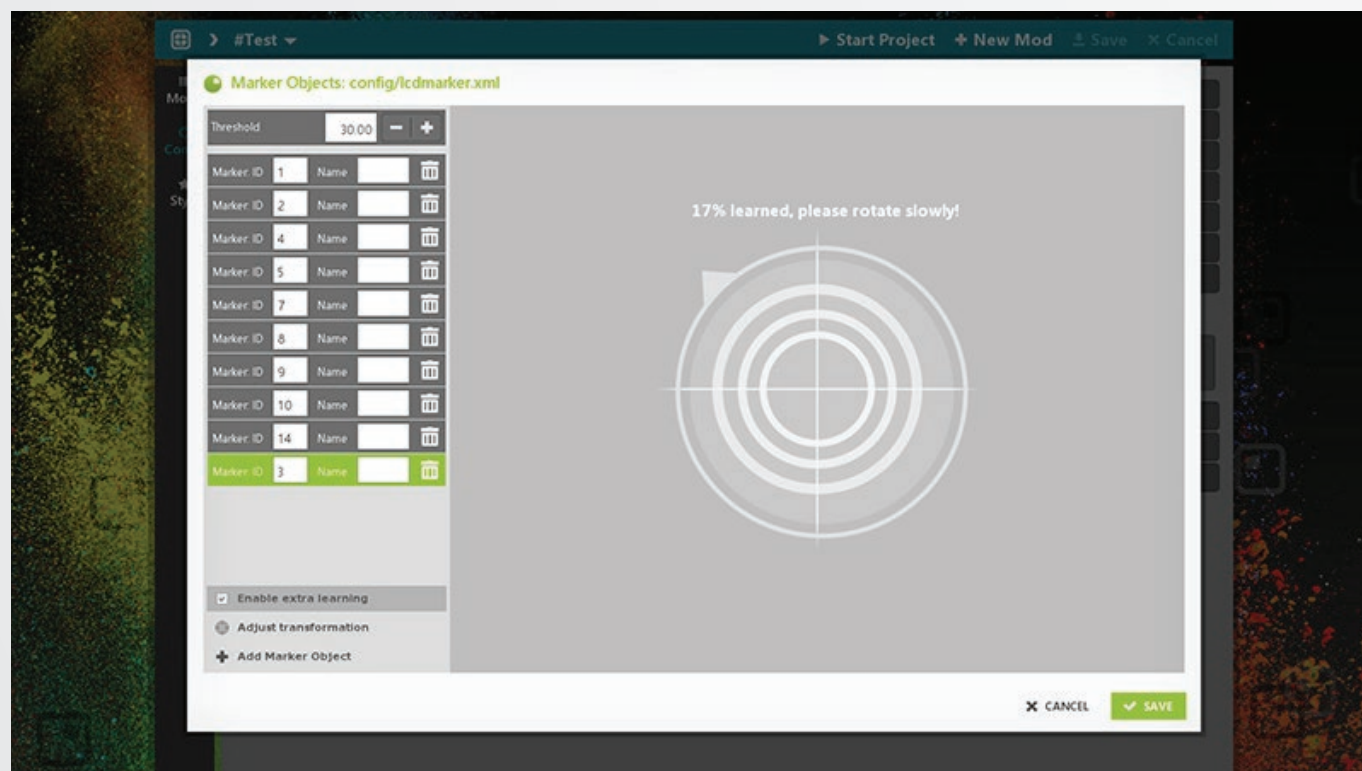 #Test
Start Project New Mod Save Cancel
Marker Objects: config/lcdmarker.xml
Threshold 30.00
Marker: ID 1 Name
Marker: ID 2 Name
Marker: ID 4 Name
Marker: ID 5 Name
Marker: ID 7 Name
Marker: ID 8 Name
Marker: ID 9 Name
Marker: ID 10 Name
Marker: ID 14 Name
Marker: ID 3 Name
17% learned, please rotate slowly!
Enable extra learning
Adjust transformation
Add Marker Object
CANCEL SAVE